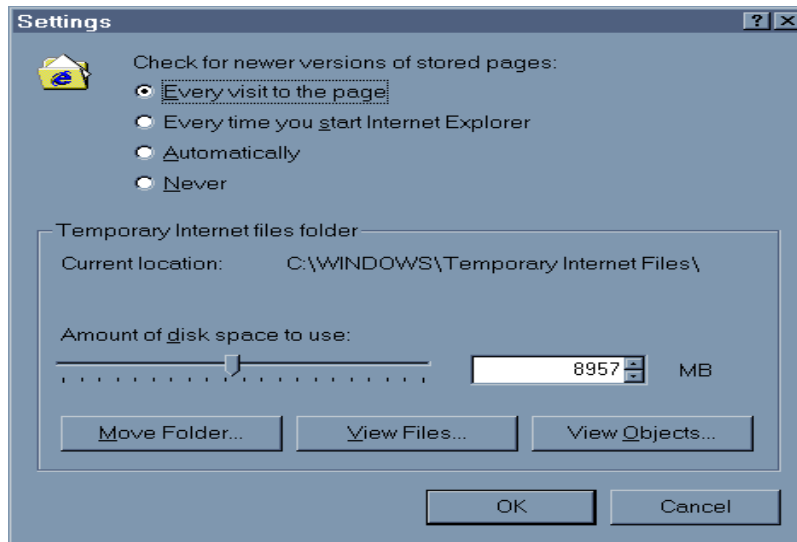 Settings
Check for newer versions of stored pages:
Every visit to the page
Every time you start Internet Explorer
Automatically
Never
Temporary Internet files folder
Current location: C:\WINDOWS\Temporary Internet Files\
Amount of disk space to use:
8957 MB
Move Folder... View Files... View Objects...
OK Cancel